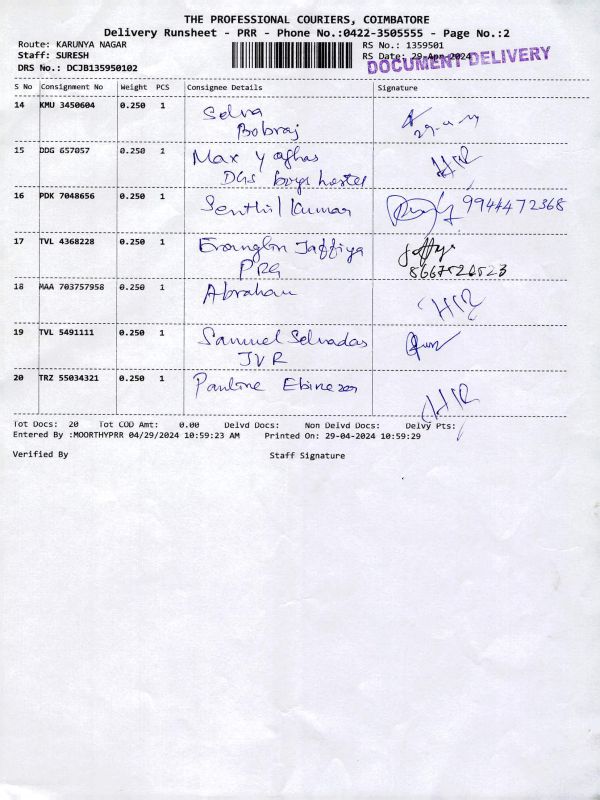 THE PROFESSIONAL COURIERS, COIMBATORE
Delivery Runsheet - PRR - Phone No.:0422-3505555 - Page No.:2
Route: KARUNYA NAGAR
RS No.: 1359501
Staff: SURESH
RS Date: 29-Apr-2024
DRS No.: DCJB135950102
DOCUMENT DELIVERY
S No Consignment No Weight PCS Consignee Details Signature
14 KMU 3450604 0.250 1 Selva
Bobraj
15 DDG 657057 0.250 1 Max
DGS boys hostel
16 PDK 7048656 0.250 1 Senthil Kumar 9944472368
17 TVL 4368228 0.250 1 Jaffiya
PRG 8667520523
18 MAA 703757958 0.250 1 Abraham
19 TVL 5491111 0.250 1 Samuel Selvadas
JVR
20 TRZ 55034321 0.250 1 Pauline Ebinezer
Tot Docs: 20 Tot COD Amt: 0.00 Delvd Docs: Non Delvd Docs: Delvy Pts:
Entered By :MOORTHYPRR 04/29/2024 10:59:23 AM Printed On: 29-04-2024 10:59:29
Verified By Staff Signature